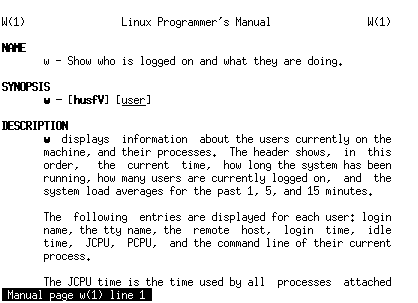 W(1) Linux Programmer's Manual W(1)
NAME
w - Show who is logged on and what they are doing.
SYNOPSIS
w - [husfV] [user]
DESCRIPTION
w displays information about the users currently on the
machine, and their processes. The header shows, in this
order, the current time, how long the system has been
running, how many users are currently logged on, and the
system load averages for the past 1, 5, and 15 minutes.
The following entries are displayed for each user: login
name, the tty name, the remote host, login time, idle
time, JCPU, PCPU, and the command line of their current
process.
The JCPU time is the time used by all processes attached
Manual page w(1) line 1